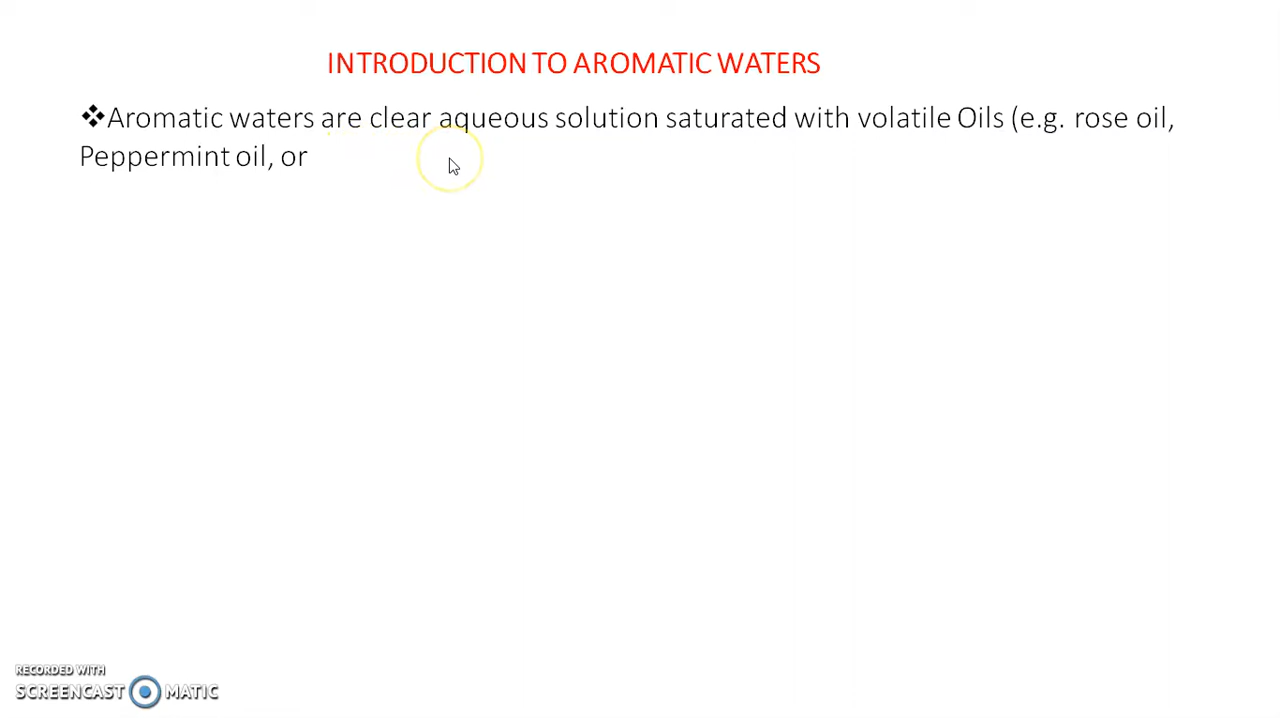 INTRODUCTION TO AROMATIC WATERS
❖Aromatic waters are clear aqueous solution saturated with volatile Oils (e.g. rose oil,
Peppermint oil, or
RECORDED WITH
SCREENCAST MATIC